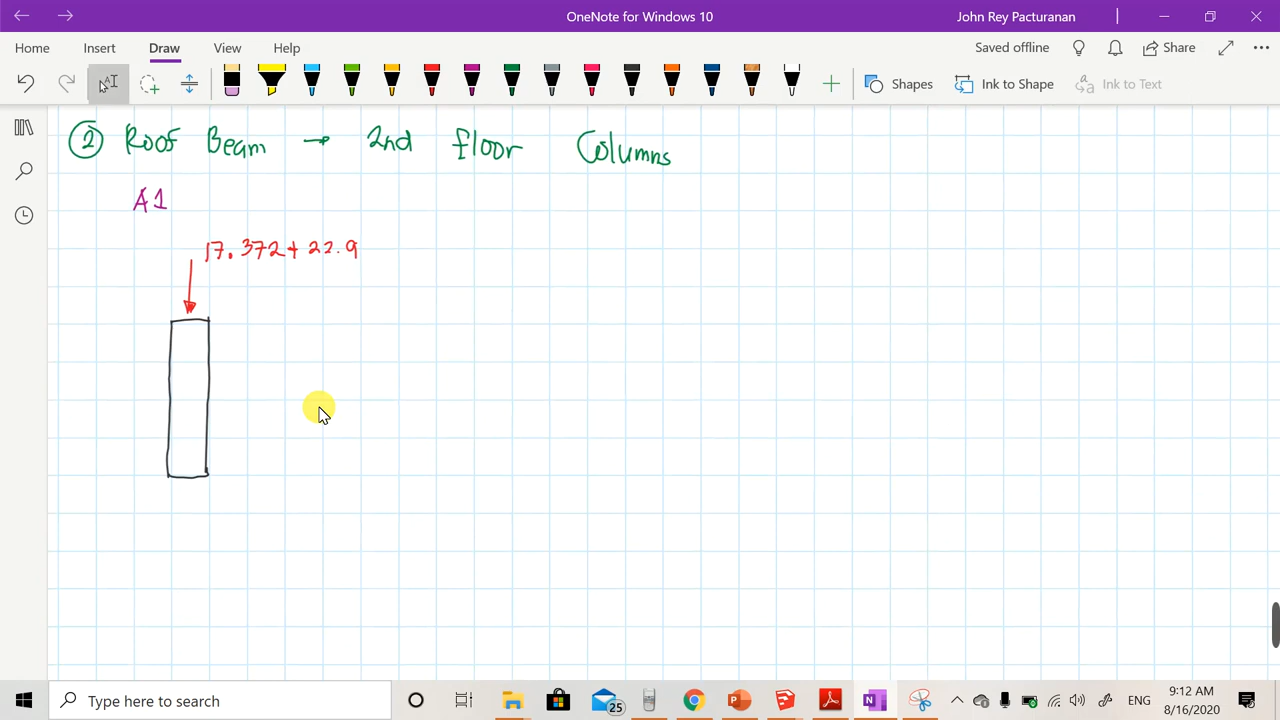 OneNote for Windows 10
John Rey Pacturanan
Home Insert Draw View Help
Saved offline
Share
Shapes
Ink to Shape
Ink to Text
② Roof Beam → 2nd floor Columns
A1
17.372 + 22.9
Type here to search
25
ENG
9:12 AM
8/16/2020